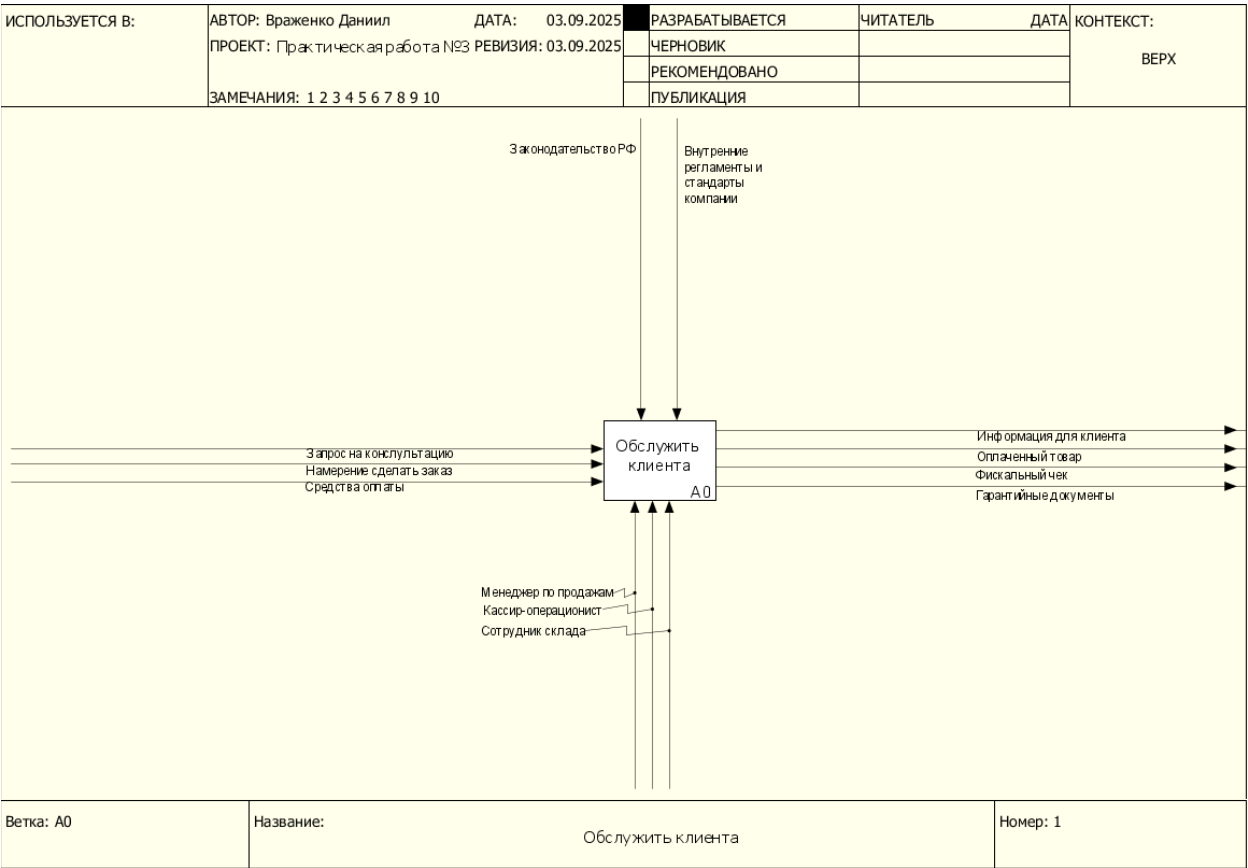 ИСПОЛЬЗУЕТСЯ В:
АВТОР: Враженко Даниил
ДАТА: 03.09.2025
ПРОЕКТ: Практическая работа №3
РЕВИЗИЯ: 03.09.2025
ЗАМЕЧАНИЯ: 1 2 3 4 5 6 7 8 9 10
РАЗРАБАТЫВАЕТСЯ
ЧЕРНОВИК
РЕКОМЕНДОВАНО
ПУБЛИКАЦИЯ
ЧИТАТЕЛЬ
ДАТА
КОНТЕКСТ:
ВЕРХ
Законодательство РФ
Внутренние
регламенты и
стандарты
компании
Запрос на конслультацию
Намерение сделать заказ
Средства оплаты
Обслужить
клиента
A0
Информация для клиента
Оплаченный товар
Фискальный чек
Гарантийные документы
Менеджер по продажам
Кассир-операционист
Сотрудник склада
Ветка: A0
Название:
Обслужить клиента
Номер: 1